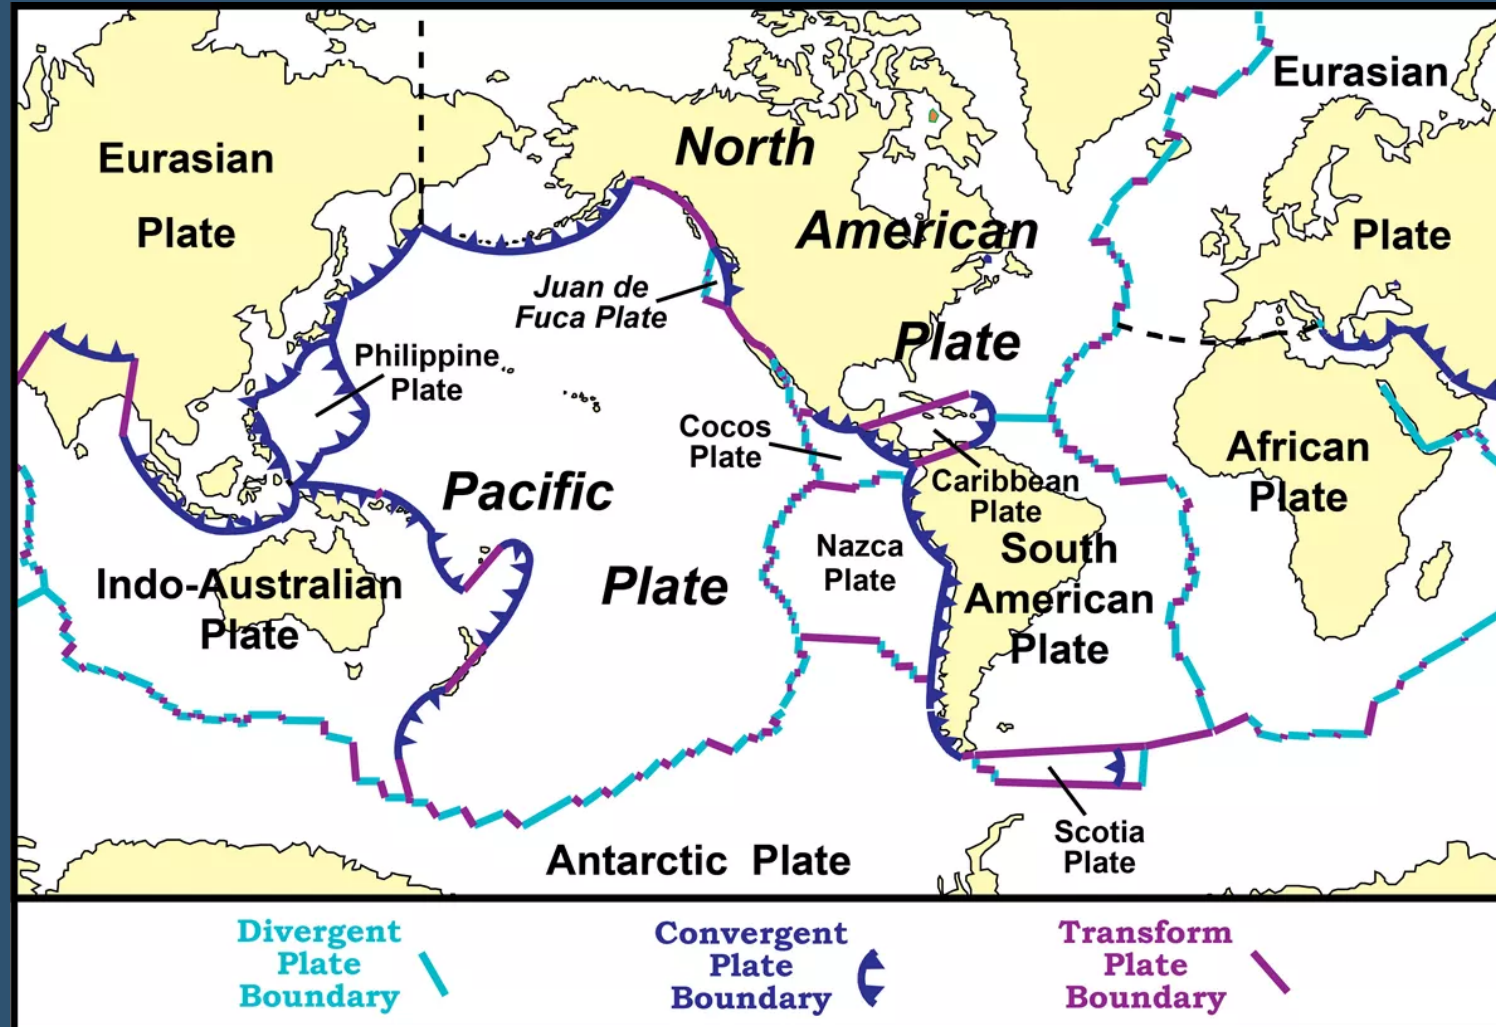 Eurasian
Plate
North
American
Plate
Eurasian
Plate
Juan de
Fuca Plate
Philippine
Plate
Pacific
Plate
Cocos
Plate
Caribbean
Plate
African
Plate
Nazca
Plate
South
American
Plate
Indo-Australian
Plate
Antarctic Plate
Scotia
Plate
Divergent
Plate
Boundary
Convergent
Plate
Boundary
Transform
Plate
Boundary